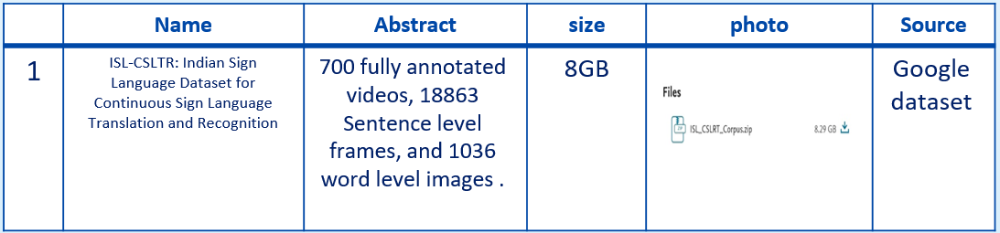 Name Abstract size photo Source
1
ISL-CSLTR: Indian Sign
Language Dataset for
Continuous Sign Language
Translation and Recognition
700 fully annotated
videos, 18863
Sentence level
frames, and 1036
word level images .
8GB
Files
ISL_CSLRT_Corpus.zip 8.29 GB
Google
dataset